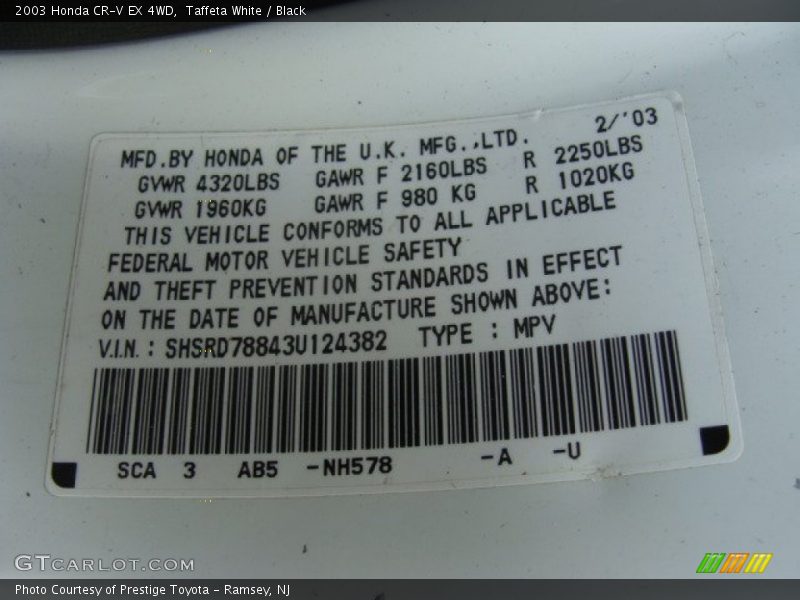 2003 Honda CR-V EX 4WD,  Taffeta White / Black
2/'03
MFD.BY HONDA OF THE U.K. MFG.,LTD.
GVWR 4320LBS GAWR F 2160LBS R 2250LBS
GVWR 1960KG GAWR F 980 KG R 1020KG
THIS VEHICLE CONFORMS TO ALL APPLICABLE
FEDERAL MOTOR VEHICLE SAFETY
AND THEFT PREVENTION STANDARDS IN EFFECT
ON THE DATE OF MANUFACTURE SHOWN ABOVE:
V.I.N.: SHSRD78843U124382 TYPE : MPV
SCA 3 AB5 -NH578 -A -U
GTCARLOT.COM
Photo Courtesy of Prestige Toyota - Ramsey, NJ